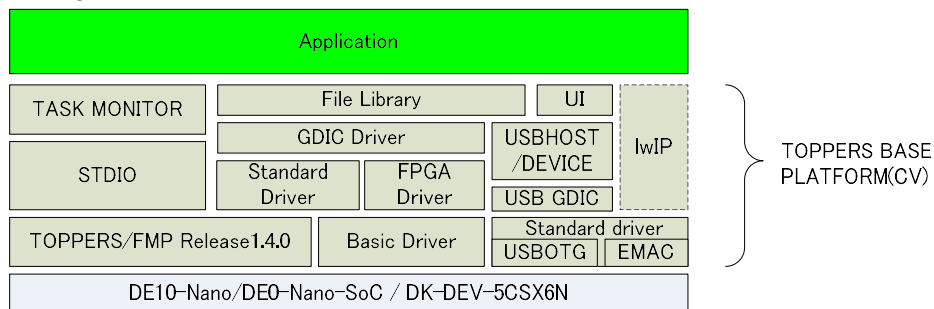 Application
TASK MONITOR
File Library
UI
lwIP
GDIC Driver
USBHOST
/DEVICE
STDIO
Standard
Driver
FPGA
Driver
USB GDIC
TOPPERS/FMP Release1.4.0
Basic Driver
Standard driver
USBOTG
EMAC
DE10-Nano/DE0-Nano-SoC / DK-DEV-5CSX6N
TOPPERS BASE
PLATFORM(CV)